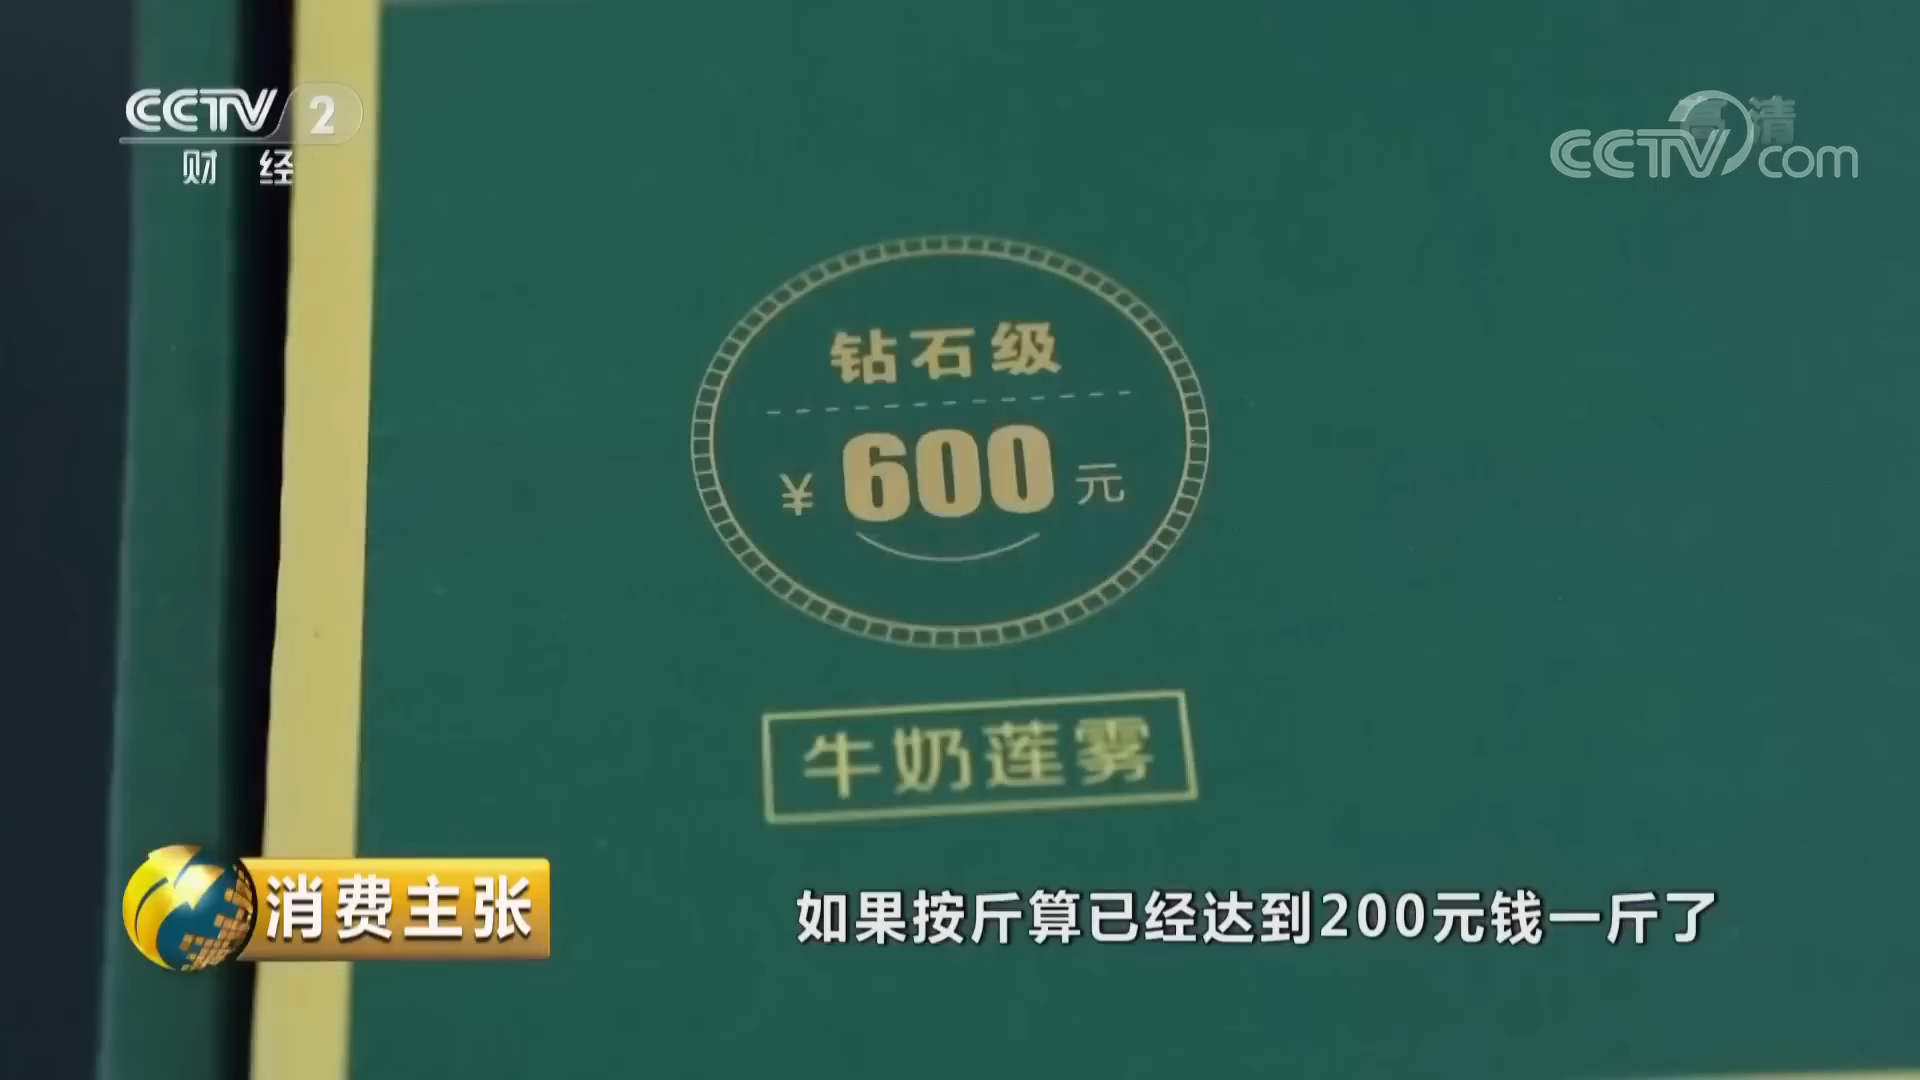 CCTV 2
财 经
高清
CCTV.com
钻石级
¥ 600 元
牛奶莲雾
消费主张
如果按斤算已经达到200元钱一斤了